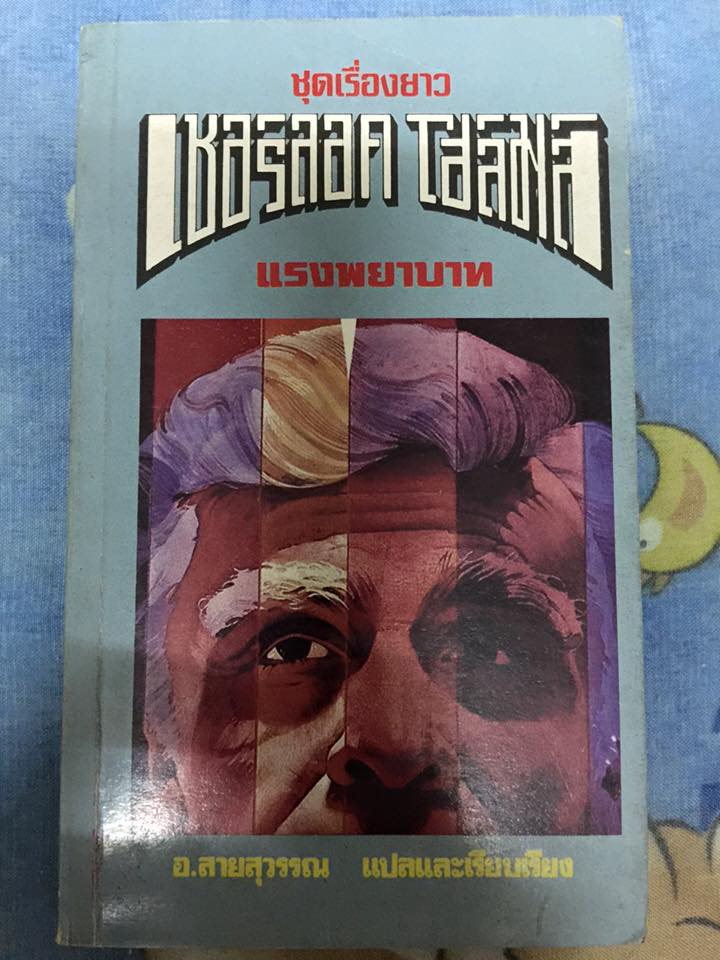 ชุดเรื่องยาว
เชอร์ลอค โฮล์มส์
แรงพยาบาท
อ.สายสุวรรณ แปลและเรียบเรียง